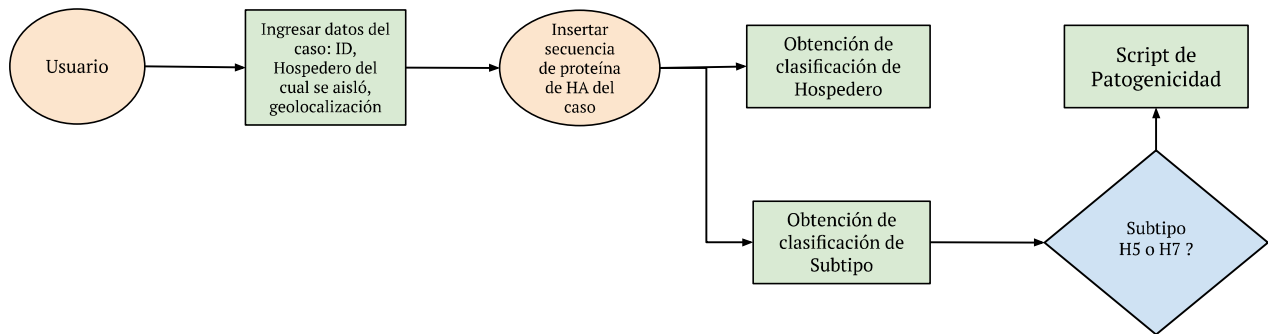 Usuario
Ingresar datos del
caso: ID,
Hospedero del
cual se aisló,
geolocalización
Insertar
secuencia
de proteína
de HA del
caso
Obtención de
clasificación de
Hospedero
Script de
Patogenicidad
Obtención de
clasificación de
Subtipo
Subtipo
H5 o H7 ?